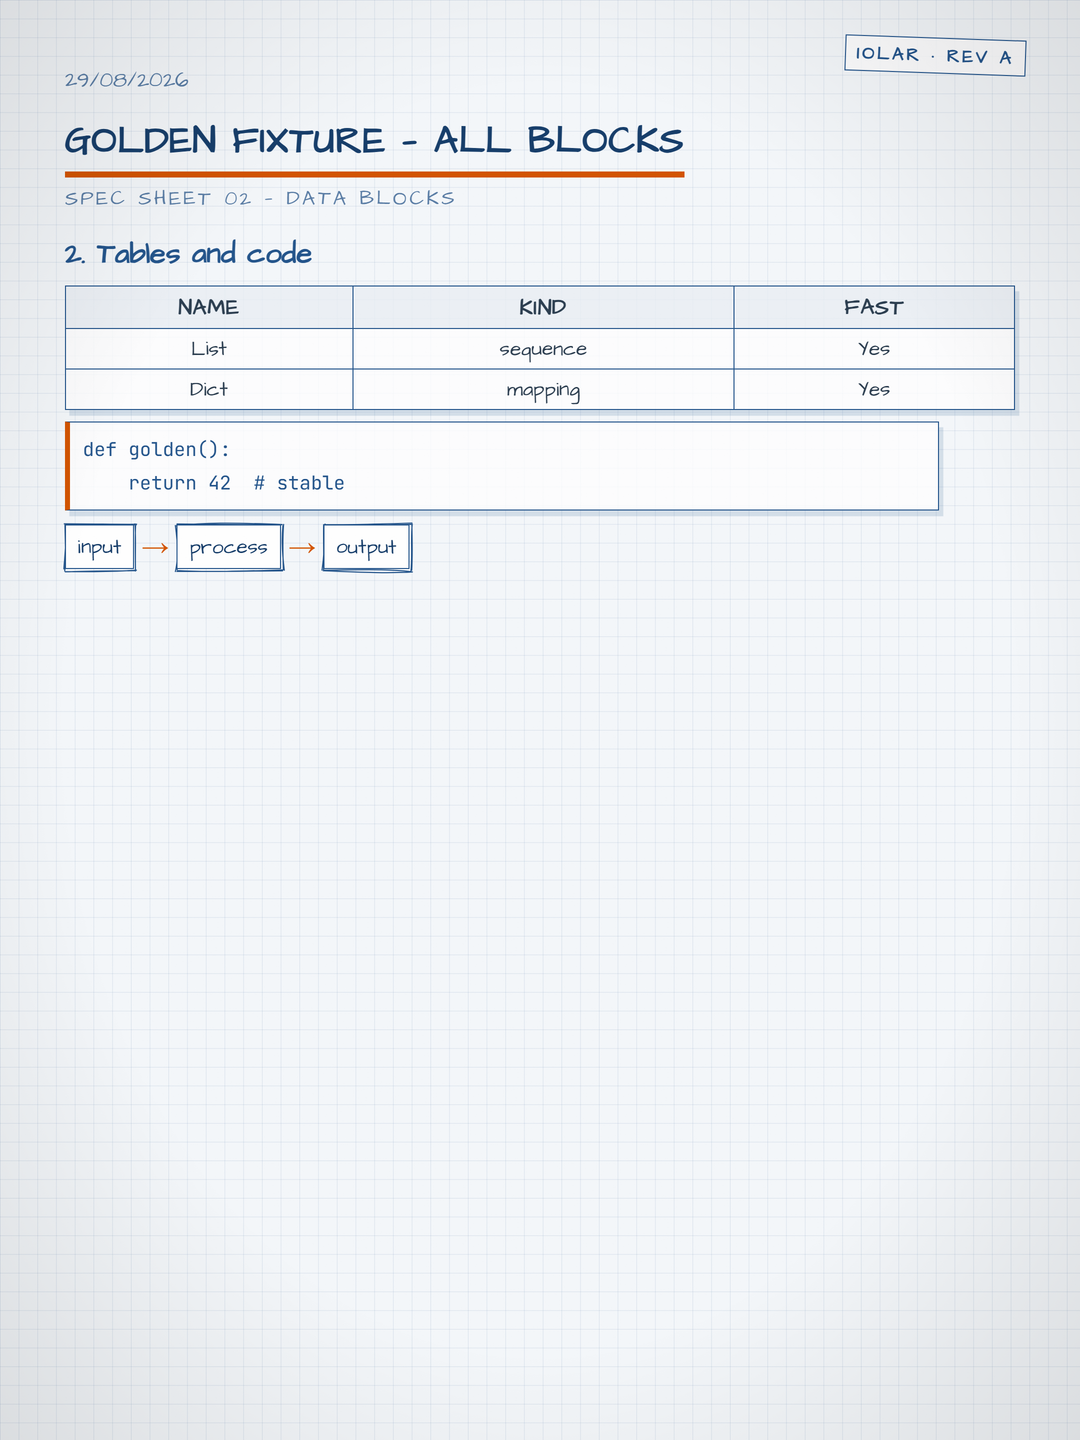 IOLAR · REV A
29/08/2026
GOLDEN FIXTURE - ALL BLOCKS
SPEC SHEET 02 - DATA BLOCKS
2. Tables and code
NAME KIND FAST
List sequence Yes
Dict mapping Yes
def golden():
    return 42  # stable
input → process → output